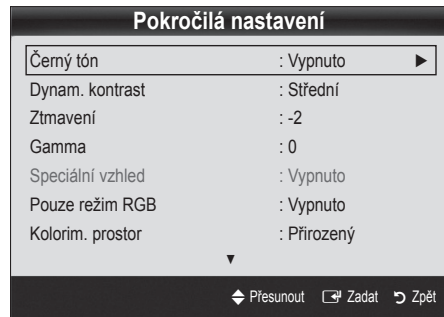 Pokročilá nastavení
Černý tón : Vypnuto ►
Dynam. kontrast : Střední
Ztmavení : -2
Gamma : 0
Speciální vzhled : Vypnuto
Pouze režim RGB : Vypnuto
Kolorim. prostor : Přirozený
▼
Přesunout Zadat Zpět